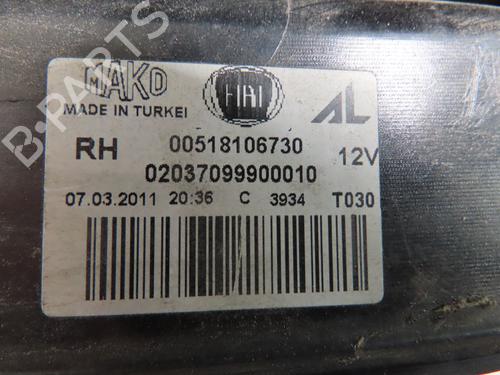 MAKO
FIAT
AL
MADE IN TURKEI
RH 00518106730 12V
02037099900010
07.03.2011 20:36 C 3934 T030
B-PARTS